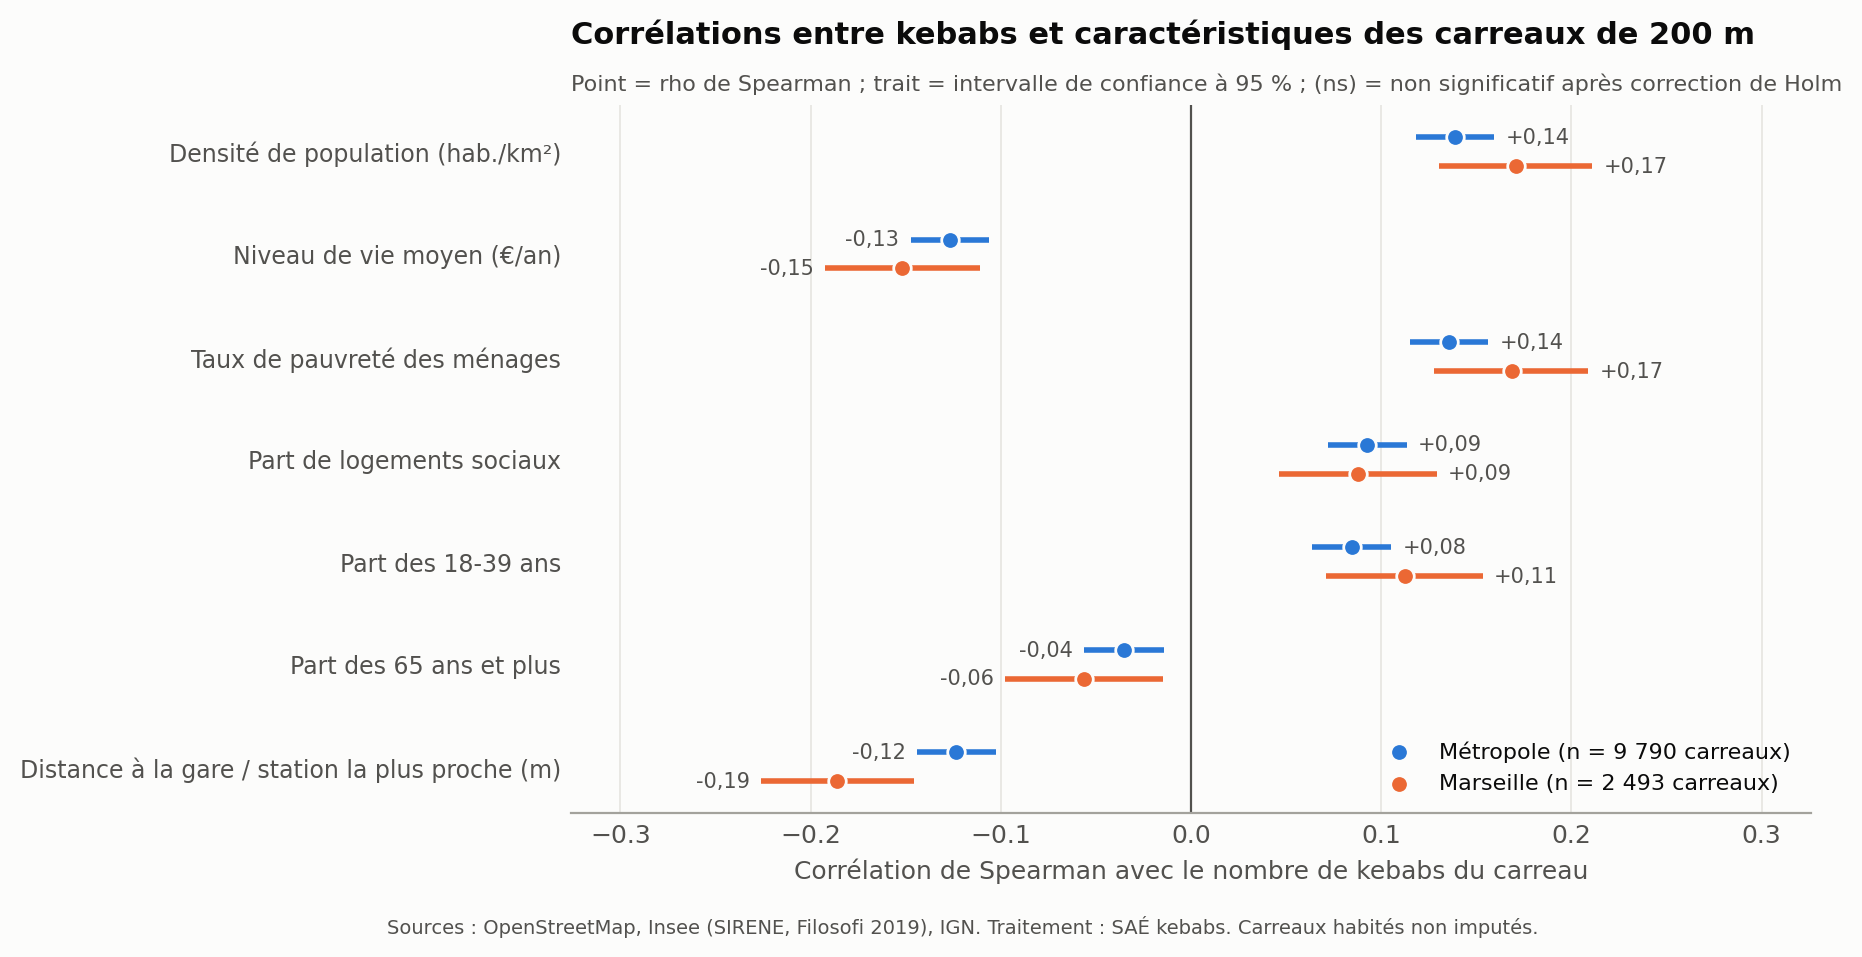 Corrélations entre kebabs et caractéristiques des carreaux de 200 m
Point = rho de Spearman ; trait = intervalle de confiance à 95 % ; (ns) = non significatif après correction de Holm
Densité de population (hab./km²)
+0,14
+0,17
Niveau de vie moyen (€/an)
-0,13
-0,15
Taux de pauvreté des ménages
+0,14
+0,17
Part de logements sociaux
+0,09
+0,09
Part des 18-39 ans
+0,08
+0,11
Part des 65 ans et plus
-0,04
-0,06
Distance à la gare / station la plus proche (m)
-0,12
-0,19
Métropole (n = 9 790 carreaux)
Marseille (n = 2 493 carreaux)
−0.3 −0.2 −0.1 0.0 0.1 0.2 0.3
Corrélation de Spearman avec le nombre de kebabs du carreau
Sources : OpenStreetMap, Insee (SIRENE, Filosofi 2019), IGN. Traitement : SAÉ kebabs. Carreaux habités non imputés.